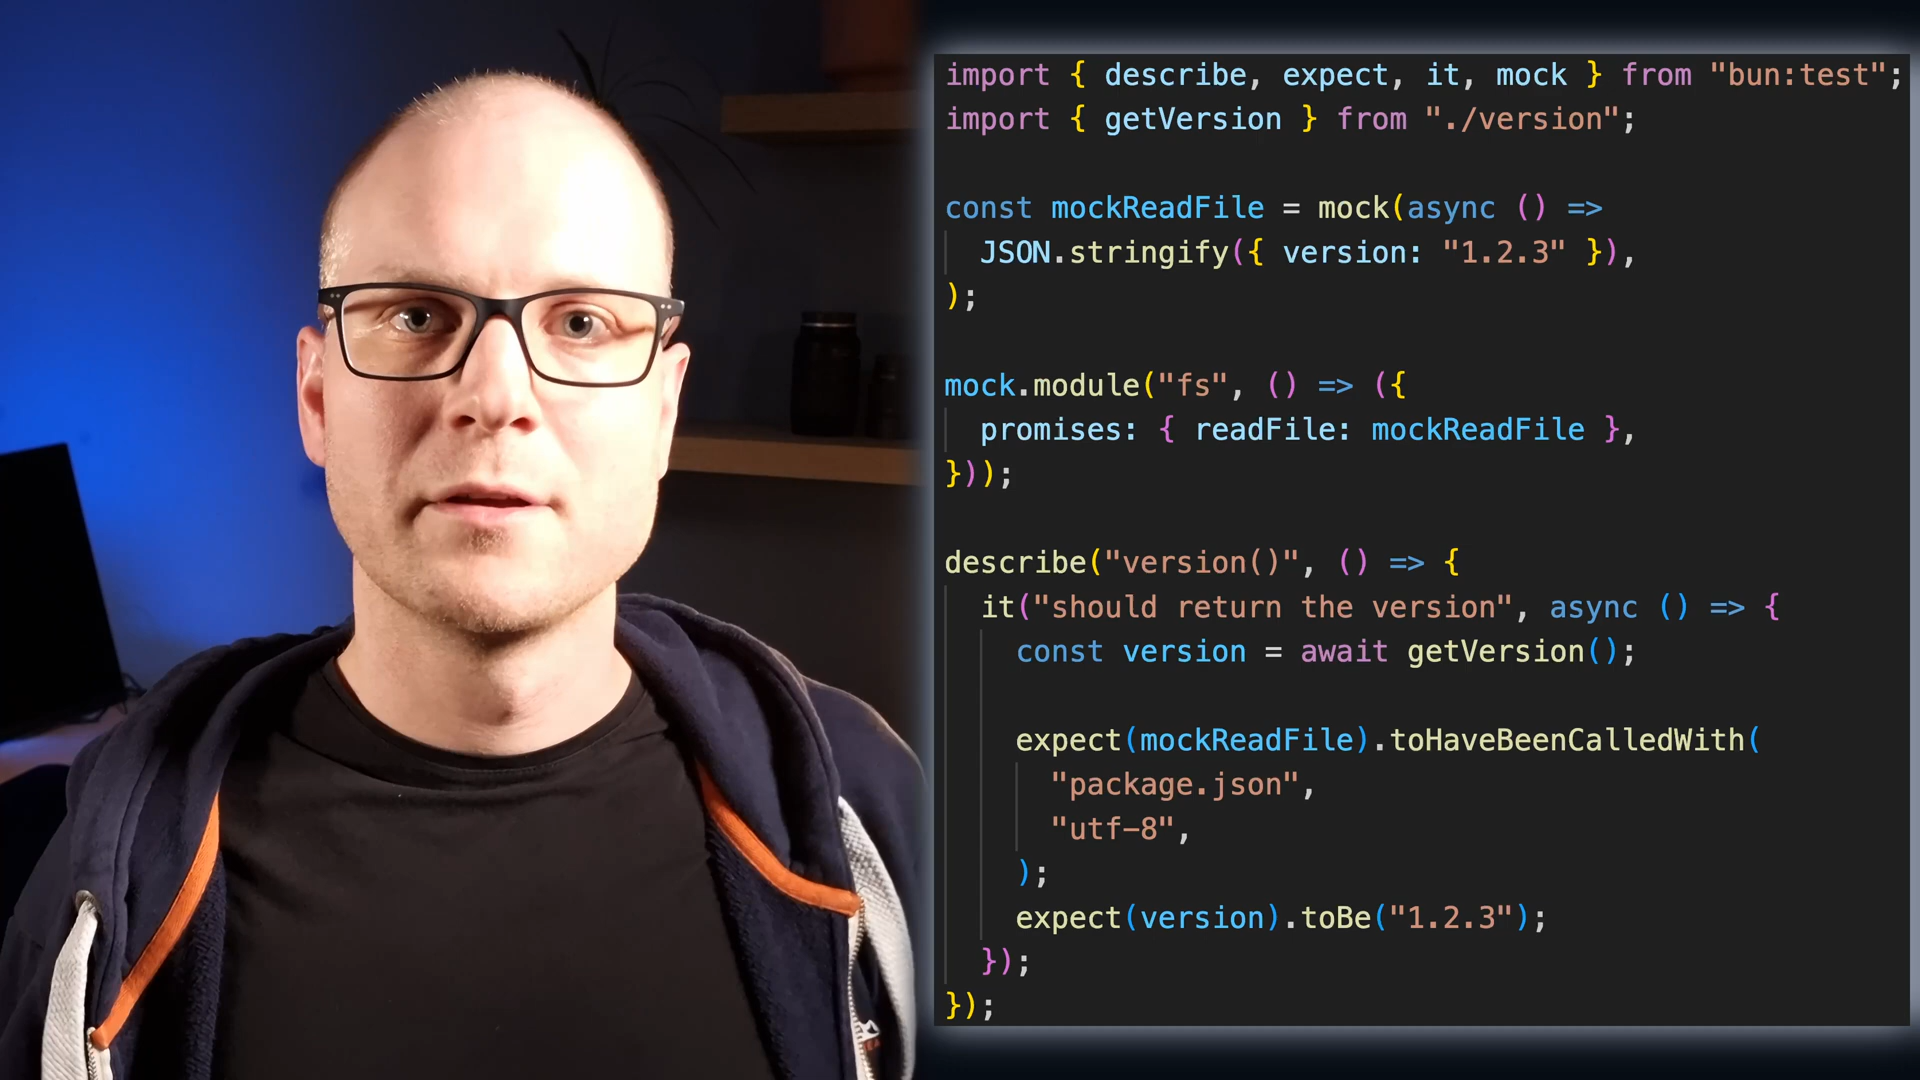 import { describe, expect, it, mock } from "bun:test";
import { getVersion } from "./version";
const mockReadFile = mock(async () =>
JSON.stringify({ version: "1.2.3" }),
);
mock.module("fs", () => ({
promises: { readFile: mockReadFile },
}));
describe("version()", () => {
it("should return the version", async () => {
const version = await getVersion();
expect(mockReadFile).toHaveBeenCalledWith(
"package.json",
"utf-8",
);
expect(version).toBe("1.2.3");
});
});